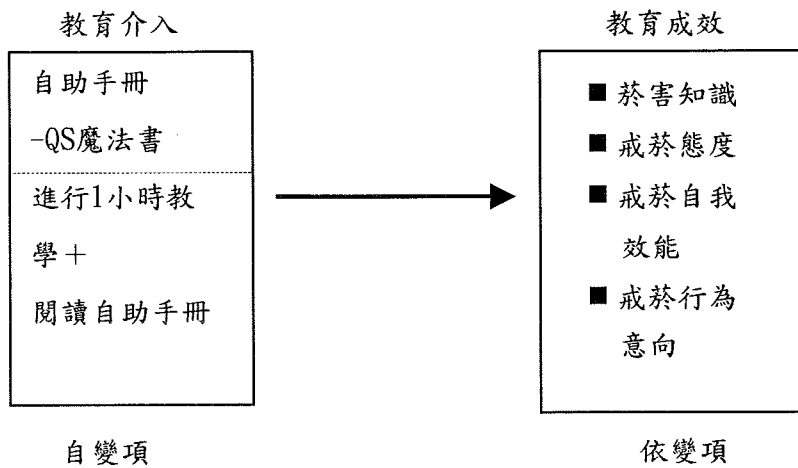 教育介入
自助手冊
-QS魔法書
進行1小時教
學＋
閱讀自助手冊
自變項
教育成效
■ 菸害知識
■ 戒菸態度
■ 戒菸自我
效能
■ 戒菸行為
意向
依變項